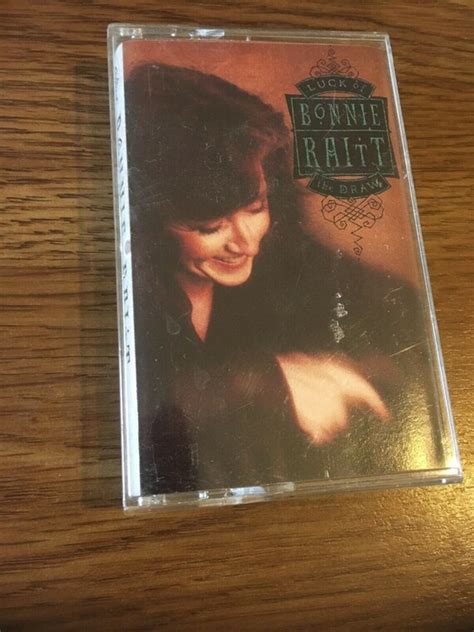 LUCK of
BONNIE
RAITT
the DRAW
BONNIE RAITT